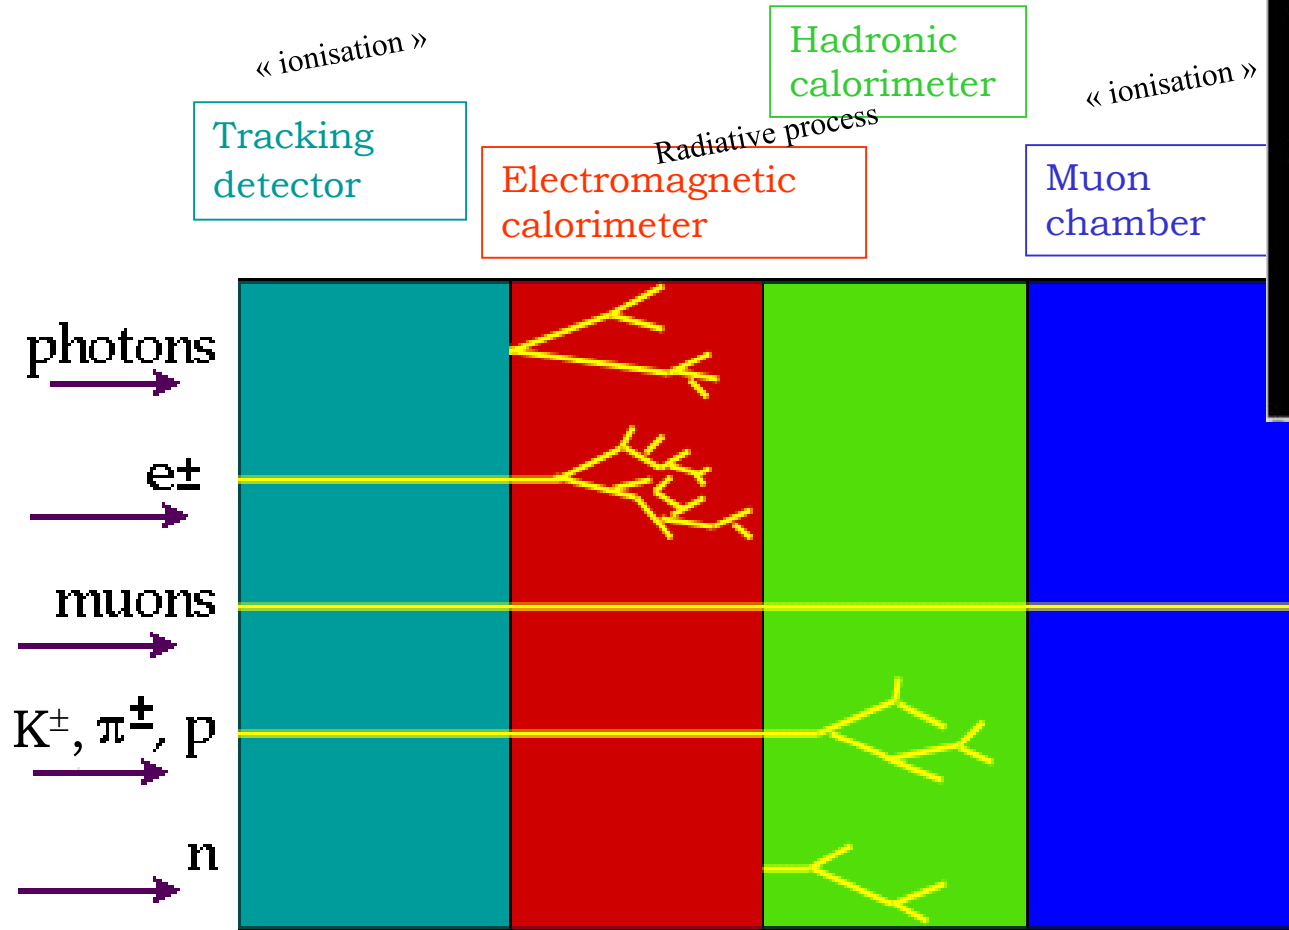 « ionisation »
Hadronic
calorimeter
« ionisation »
Tracking
detector
Radiative process
Electromagnetic
calorimeter
Muon
chamber
photons
e±
muons
K±, π±, p
n